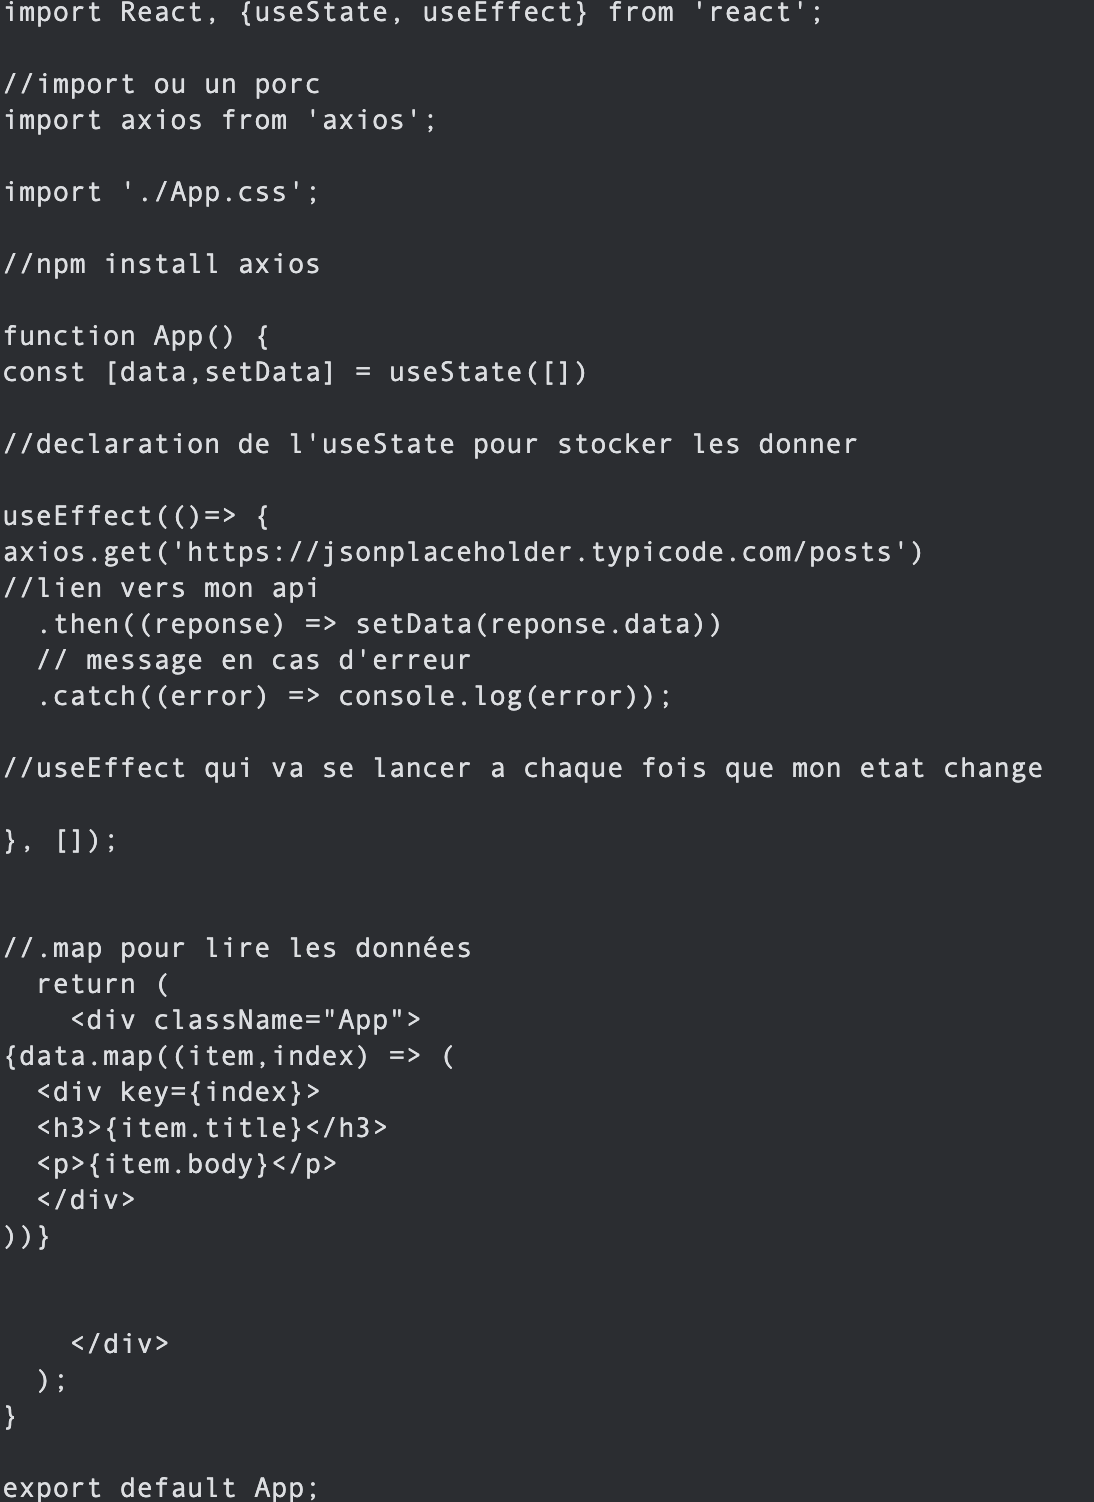 import React, {useState, useEffect} from 'react';
//import ou un porc
import axios from 'axios';
import './App.css';
//npm install axios
function App() {
const [data,setData] = useState([])
//declaration de l'useState pour stocker les donner
useEffect(()=> {
axios.get('https://jsonplaceholder.typicode.com/posts')
//lien vers mon api
  .then((reponse) => setData(reponse.data))
  // message en cas d'erreur
  .catch((error) => console.log(error));
//useEffect qui va se lancer a chaque fois que mon etat change
}, []);
//.map pour lire les données
  return (
    <div className="App">
{data.map((item,index) => (
  <div key={index}>
  <h3>{item.title}</h3>
  <p>{item.body}</p>
  </div>
))}
    </div>
  );
}
export default App;